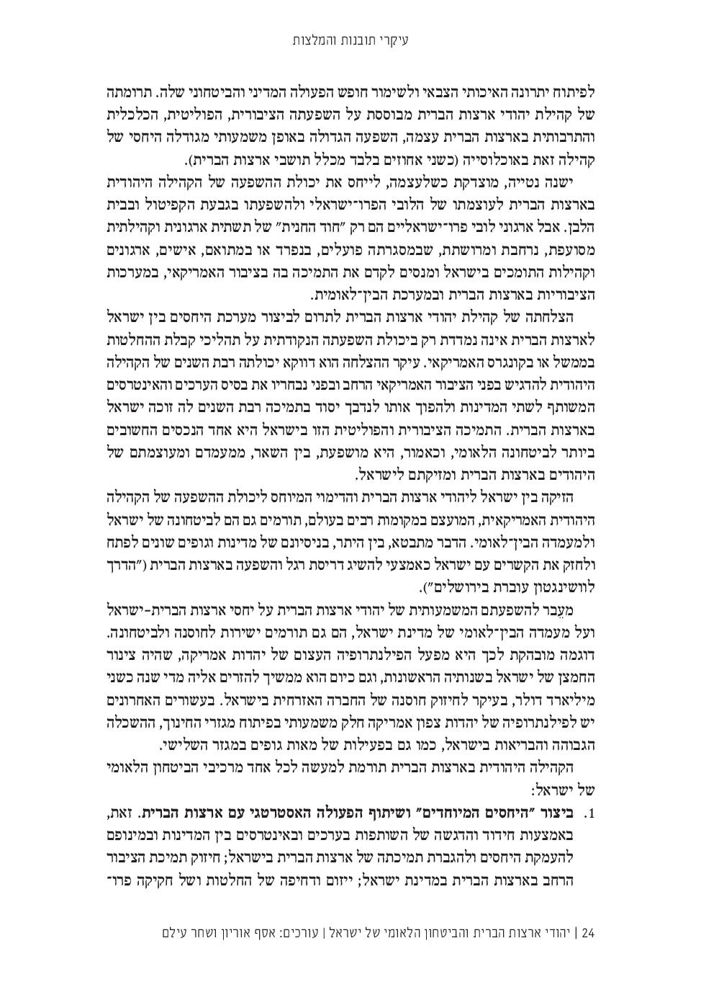 עיקרי תובנות והמלצות
לפיתוח יתרונה האיכותי הצבאי ולשימור חופש הפעולה המדיני והביטחוני שלה. תרומתה
של קהילת יהודי ארצות הברית מבוססת על השפעתה הציבורית, הפוליטית, הכלכלית
והתרבותית בארצות הברית עצמה, השפעה הגדולה באופן משמעותי מגודלה היחסי של
קהילה זאת באוכלוסייה (כשני אחוזים בלבד מכלל תושבי ארצות הברית).
ישנה נטייה, מוצדקת כשלעצמה, לייחס את יכולת ההשפעה של הקהילה היהודית
בארצות הברית לעוצמתו של הלובי הפרו־ישראלי ולהשפעתו בגבעת הקפיטול ובבית
הלבן. אבל ארגוני לובי פרו־ישראליים הם רק "חוד החנית" של תשתית ארגונית וקהילתית
מסועפת, נרחבת ומרושתת, שבמסגרתה פועלים, בנפרד או במתואם, אישים, ארגונים
וקהילות התומכים בישראל ומנסים לקדם את התמיכה בה בציבור האמריקאי, במערכות
הציבוריות בארצות הברית ובמערכת הבין־לאומית.
הצלחתה של קהילת יהודי ארצות הברית לתרום לביצור מערכת היחסים בין ישראל
לארצות הברית אינה נמדדת רק ביכולת השפעתה הנקודתית על תהליכי קבלת ההחלטות
בממשל או בקונגרס האמריקאי. עיקר ההצלחה הוא דווקא יכולתה רבת השנים של הקהילה
היהודית להדגיש בפני הציבור האמריקאי הרחב ובפני נבחריו את בסיס הערכים והאינטרסים
המשותף לשתי המדינות ולהפוך אותו לנדבך יסוד בתמיכה רבת השנים לה זוכה ישראל
בארצות הברית. התמיכה הציבורית והפוליטית הזו בישראל היא אחד הנכסים החשובים
ביותר לביטחונה הלאומי, וכאמור, היא מושפעת, בין השאר, ממעמדם ומעוצמתם של
היהודים בארצות הברית ומזיקתם לישראל.
הזיקה בין ישראל ליהודי ארצות הברית והדימוי המיוחס ליכולת ההשפעה של הקהילה
היהודית האמריקאית, המועצם במקומות רבים בעולם, תורמים גם הם לביטחונה של ישראל
ולמעמדה הבין־לאומי. הדבר מתבטא, בין היתר, בניסיונם של מדינות וגופים שונים לפתח
ולחזק את הקשרים עם ישראל כאמצעי להשיג דריסת רגל והשפעה בארצות הברית ("הדרך
לוושינגטון עוברת בירושלים").
מעֵבר להשפעתם המשמעותית של יהודי ארצות הברית על יחסי ארצות הברית–ישראל
ועל מעמדה הבין־לאומי של מדינת ישראל, הם גם תורמים ישירות לחוסנה ולביטחונה.
דוגמה מובהקת לכך היא מפעל הפילנתרופיה העצום של יהדות אמריקה, שהיה צינור
החמצן של ישראל בשנותיה הראשונות, וגם כיום הוא ממשיך להזרים אליה מדי שנה כשני
מיליארד דולר, בעיקר לחיזוק חוסנה של החברה האזרחית בישראל. בעשורים האחרונים
יש לפילנתרופיה של יהדות צפון אמריקה חלק משמעותי בפיתוח מגזרי החינוך, ההשכלה
הגבוהה והבריאות בישראל, כמו גם בפעילות של מאות גופים במגזר השלישי.
הקהילה היהודית בארצות הברית תורמת למעשה לכל אחד מרכיבי הביטחון הלאומי
של ישראל:
1. ביצור "היחסים המיוחדים" ושיתוף הפעולה האסטרטגי עם ארצות הברית. זאת,
באמצעות חידוד והדגשה של השותפות בערכים ובאינטרסים בין המדינות ובמינופם
להעמקת היחסים ולהגברת תמיכתה של ארצות הברית בישראל; חיזוק תמיכת הציבור
הרחב בארצות הברית במדינת ישראל; ייזום ודחיפה של החלטות ושל חקיקה פרו־
24 | יהודי ארצות הברית והביטחון הלאומי של ישראל | עורכים: אסף אוריון ושחר עילם